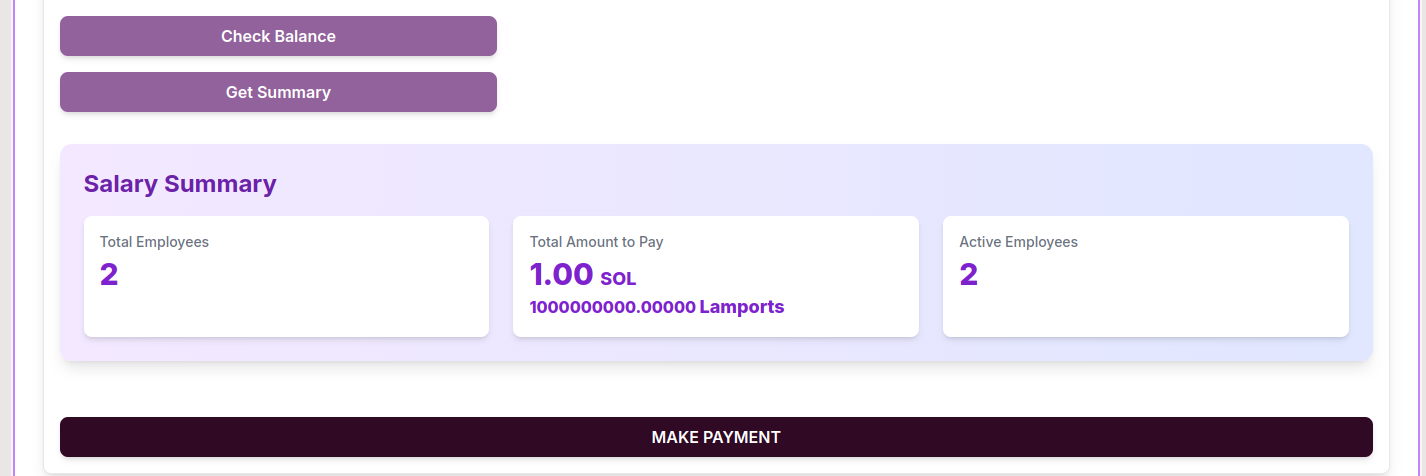 Check Balance
Get Summary
Salary Summary
Total Employees
2
Total Amount to Pay
1.00 SOL
1000000000.00000 Lamports
Active Employees
2
MAKE PAYMENT